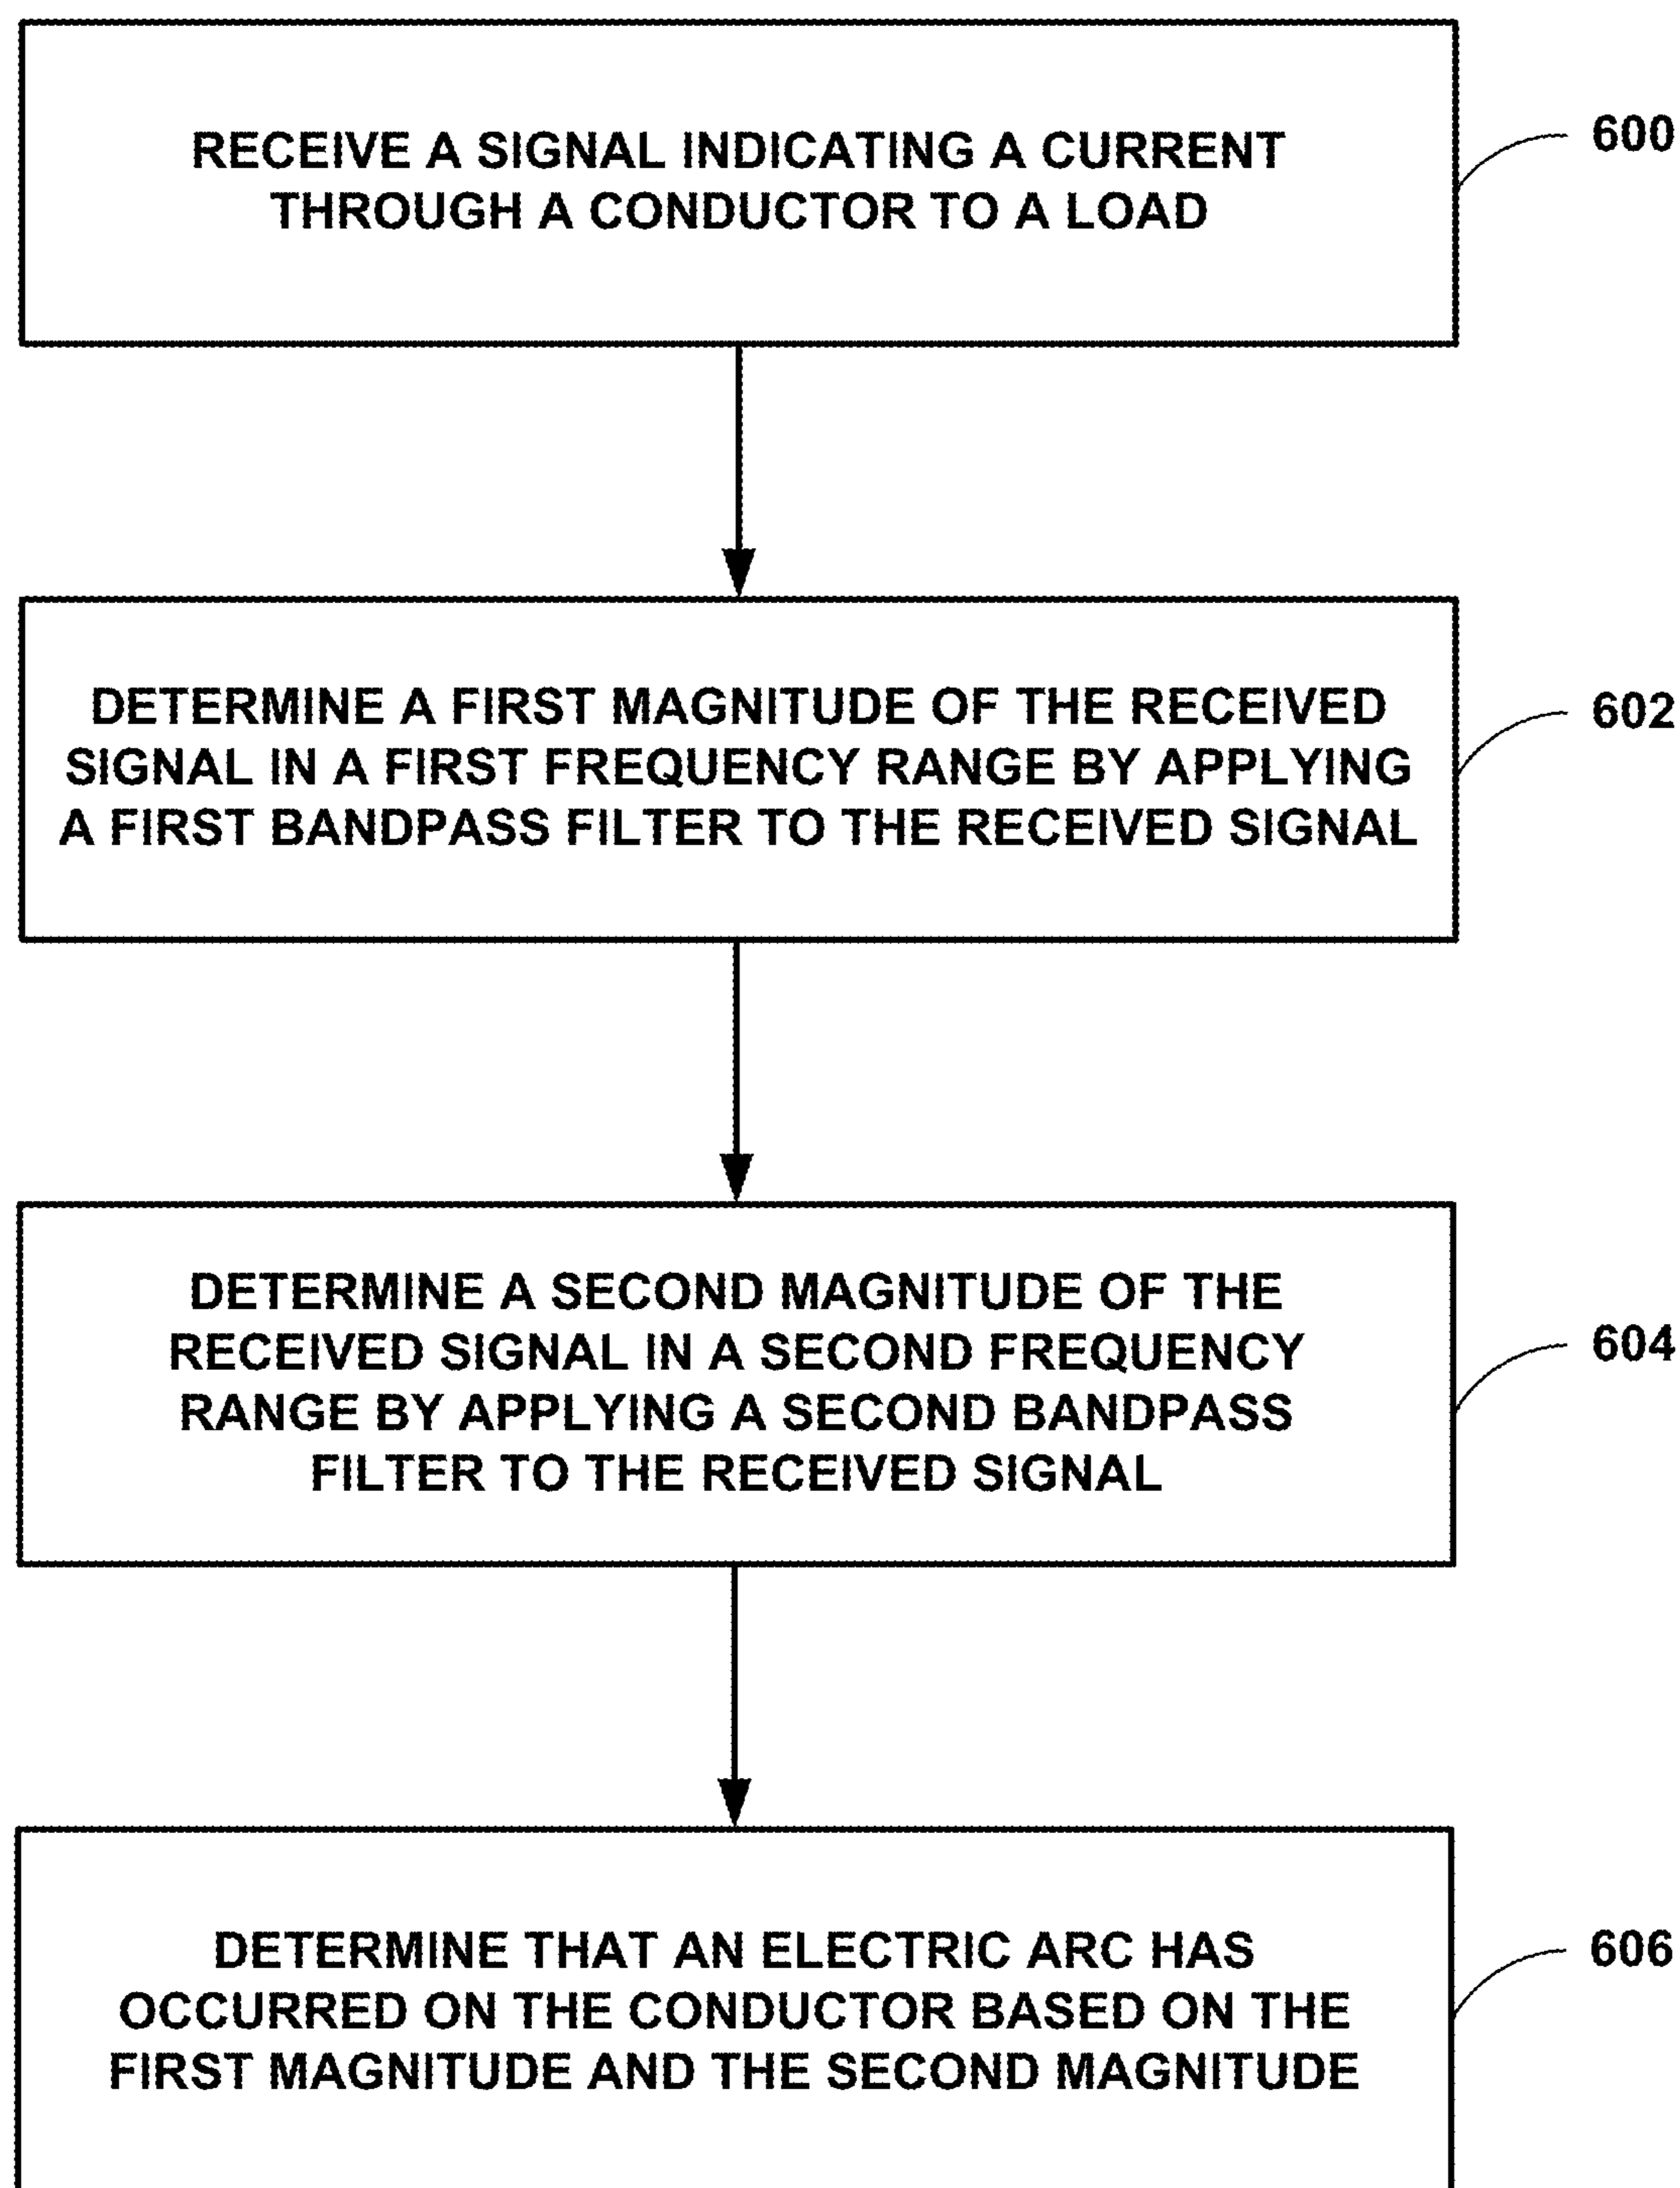 RECEIVE A SIGNAL INDICATING A CURRENT
THROUGH A CONDUCTOR TO A LOAD
600
DETERMINE A FIRST MAGNITUDE OF THE RECEIVED
SIGNAL IN A FIRST FREQUENCY RANGE BY APPLYING
A FIRST BANDPASS FILTER TO THE RECEIVED SIGNAL
602
DETERMINE A SECOND MAGNITUDE OF THE
RECEIVED SIGNAL IN A SECOND FREQUENCY
RANGE BY APPLYING A SECOND BANDPASS
FILTER TO THE RECEIVED SIGNAL
604
DETERMINE THAT AN ELECTRIC ARC HAS
OCCURRED ON THE CONDUCTOR BASED ON THE
FIRST MAGNITUDE AND THE SECOND MAGNITUDE
606